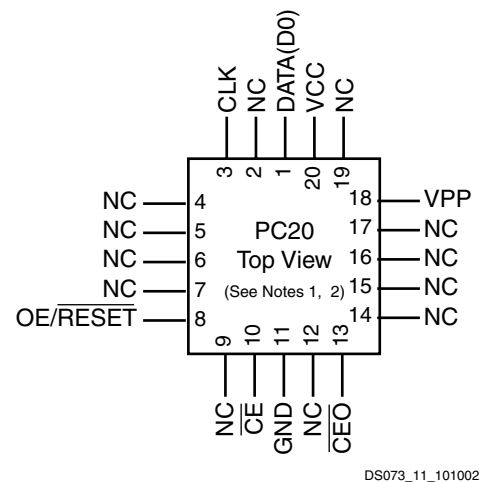 CLK
NC
DATA(D0)
VCC
NC
3
2
1
20
19
NC 4
NC 5
NC 6
NC 7
OE/RESET 8
PC20
Top View
(See Notes 1, 2)
18 VPP
17 NC
16 NC
15 NC
14 NC
9
10
11
12
13
NC
CE
GND
NC
CEO
DS073_11_101002